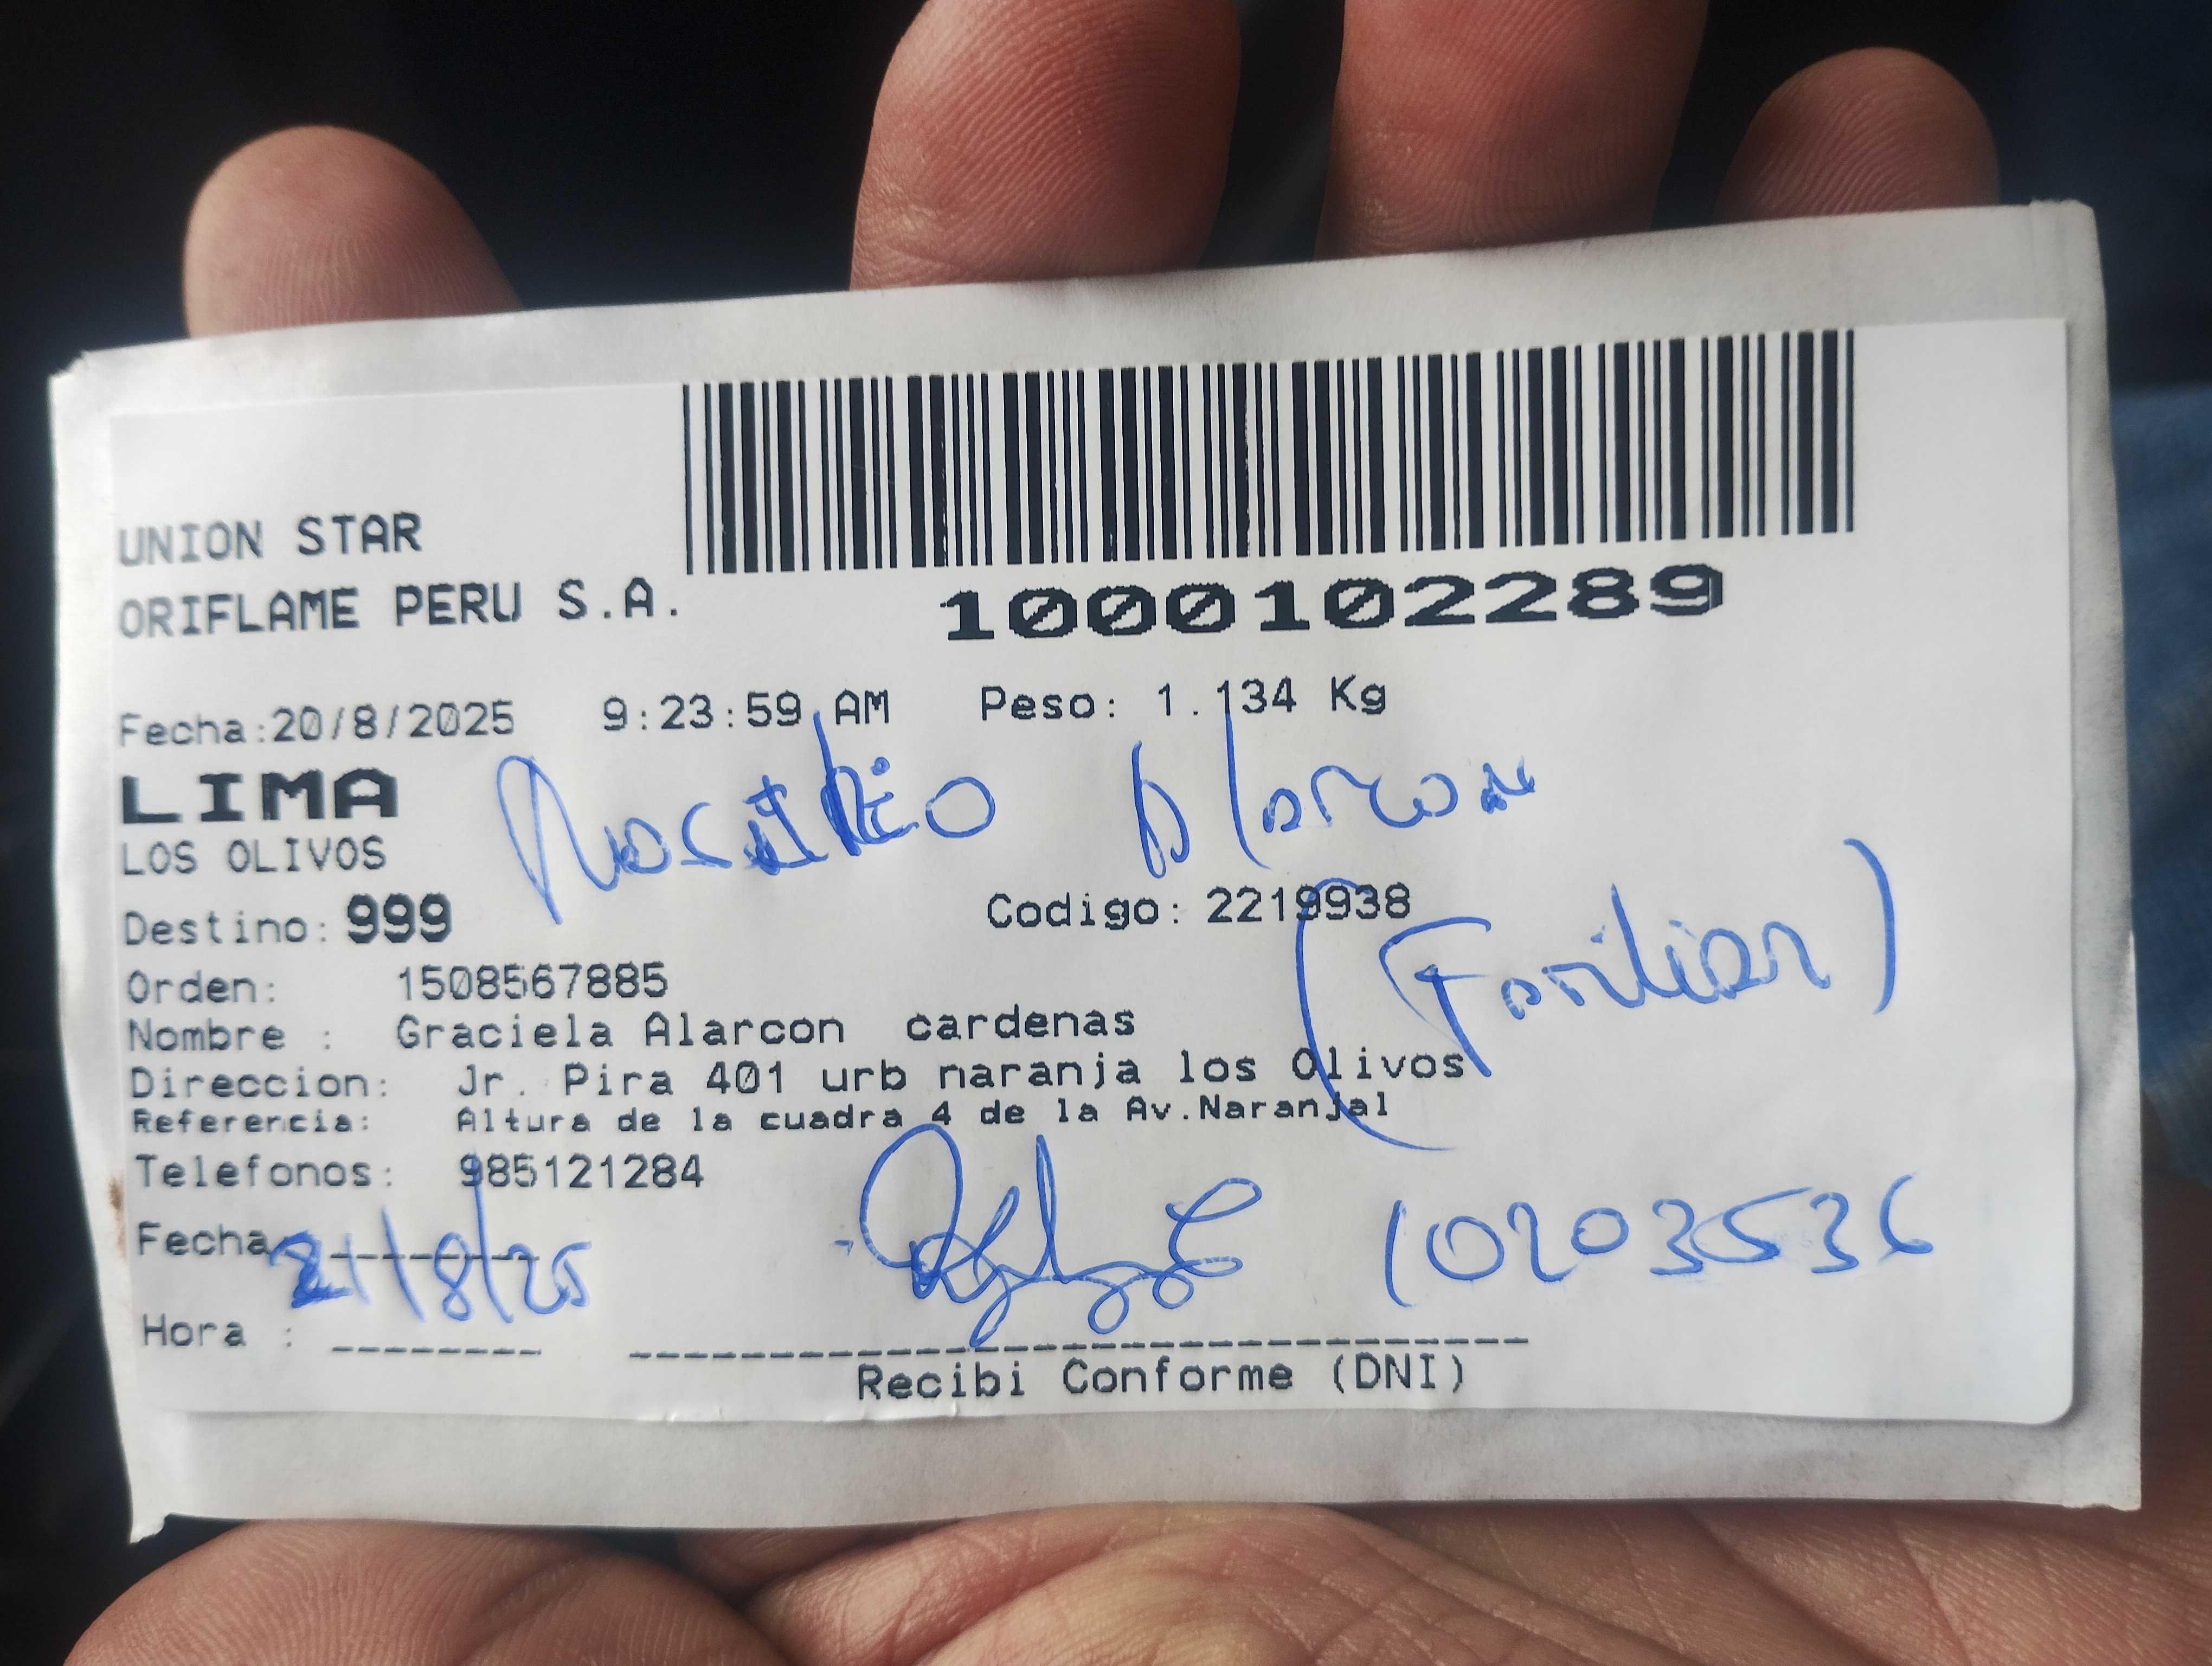 UNION STAR
ORIFLAME PERU S.A.
1000102289
Fecha:20/8/2025 9:23:59 AM Peso: 1.134 Kg
LIMA
Alarcon
LOS OLIVOS
Destino: 999 Codigo: 2219938
(Familiar)
Orden: 1508567885
Nombre : Graciela Alarcon cardenas
Direccion: Jr. Pira 401 urb naranja los Olivos
Referencia: Altura de la cuadra 4 de la Av.Naranjal
Telefonos: 985121284
Fecha 21/8/25 10203536
Hora :
Recibi Conforme (DNI)